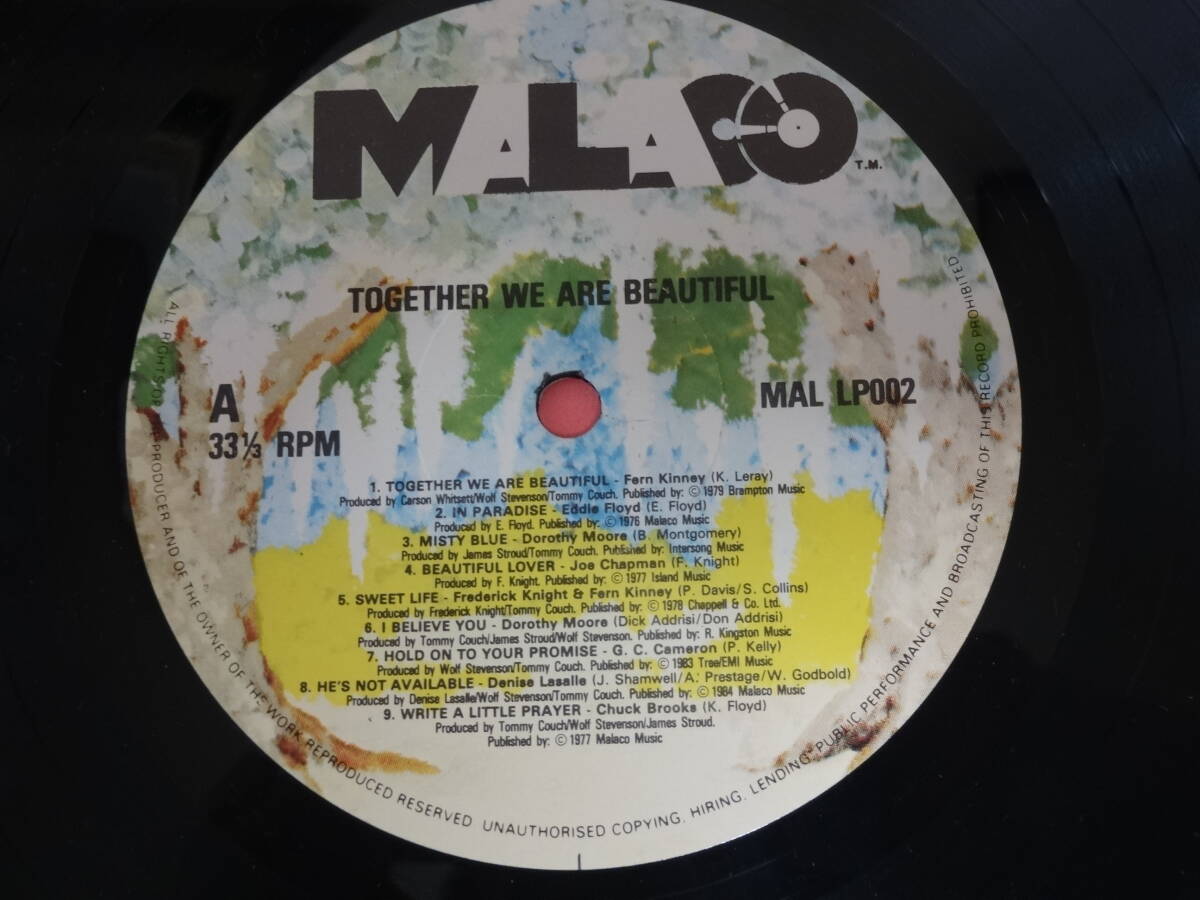 MALACO
T.M.
TOGETHER WE ARE BEAUTIFUL
A
33⅓ RPM
MAL LP002
1. TOGETHER WE ARE BEAUTIFUL - Fern Kinney (K. Leray)
Produced by Carson Whitsett/Wolf Stevenson/Tommy Couch. Published by: © 1979 Brampton Music
2. IN PARADISE - Eddie Floyd (E. Floyd)
Produced by E. Floyd. Published by: © 1976 Malaco Music
3. MISTY BLUE - Dorothy Moore (B. Montgomery)
Produced by James Stroud/Tommy Couch. Published by: Intersong Music
4. BEAUTIFUL LOVER - Joe Chapman (F. Knight)
Produced by F. Knight. Published by: © 1977 Island Music
5. SWEET LIFE - Frederick Knight & Fern Kinney (P. Davis/S. Collins)
Produced by Frederick Knight/Tommy Couch. Published by: © 1978 Chappell & Co. Ltd.
6. I BELIEVE YOU - Dorothy Moore (Dick Addrisi/Don Addrisi)
Produced by Tommy Couch/James Stroud/Wolf Stevenson. Published by: R. Kingston Music
7. HOLD ON TO YOUR PROMISE - G. C. Cameron (P. Kelly)
Produced by Wolf Stevenson/Tommy Couch. Published by: © 1983 Tree/EMI Music
8. HE'S NOT AVAILABLE - Denise Lasalle (J. Shamwell/A. Prestage/W. Godbold)
Produced by Denise Lasalle/Wolf Stevenson/Tommy Couch. Published by: © 1984 Malaco Music
9. WRITE A LITTLE PRAYER - Chuck Brooks (K. Floyd)
Produced by Tommy Couch/Wolf Stevenson/James Stroud.
Published by: © 1977 Malaco Music
ALL RIGHTS PRODUCER AND OF THE OWNER OF THE WORK REPRODUCED RESERVED UNAUTHORISED COPYING, HIRING, LENDING, PUBLIC PERFORMANCE AND BROADCASTING OF THIS RECORD PROHIBITED